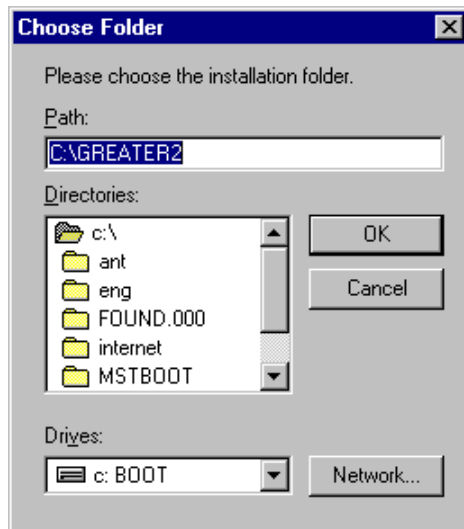 Choose Folder
Please choose the installation folder.
Path:
C:\GREATER2
Directories:
c:\
ant
eng
FOUND.000
internet
MSTBOOT
OK
Cancel
Drives:
c: BOOT
Network...